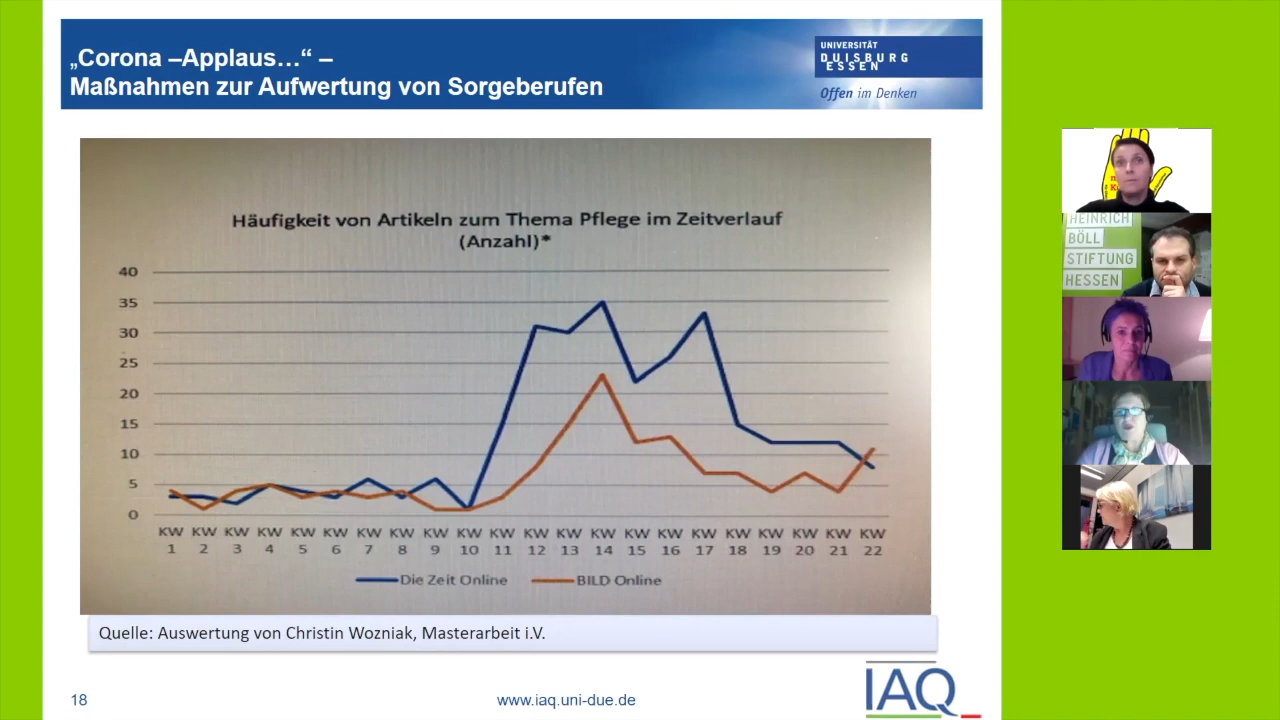 „Corona –Applaus…“ –
Maßnahmen zur Aufwertung von Sorgeberufen
UNIVERSITÄT
DUISBURG
ESSEN
Offen im Denken
Häufigkeit von Artikeln zum Thema Pflege im Zeitverlauf
(Anzahl)*
40
35
30
25
20
15
10
5
0
KW KW KW KW KW KW KW KW KW KW KW KW KW KW KW KW KW KW KW KW KW KW
1 2 3 4 5 6 7 8 9 10 11 12 13 14 15 16 17 18 19 20 21 22
Die Zeit Online BILD Online
Quelle: Auswertung von Christin Wozniak, Masterarbeit i.V.
18
www.iaq.uni-due.de
IAQ
HEINRICH
BÖLL
STIFTUNG
HESSEN